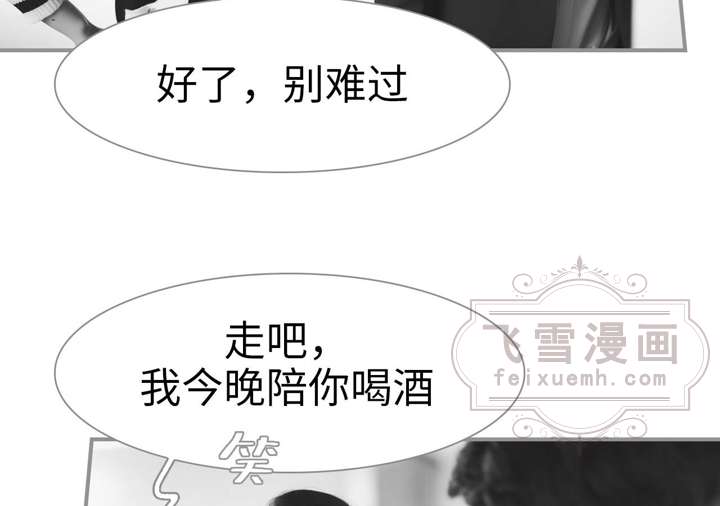 好了，别难过
走吧，
我今晚陪你喝酒
飞雪漫画
feixuemh.com
笑